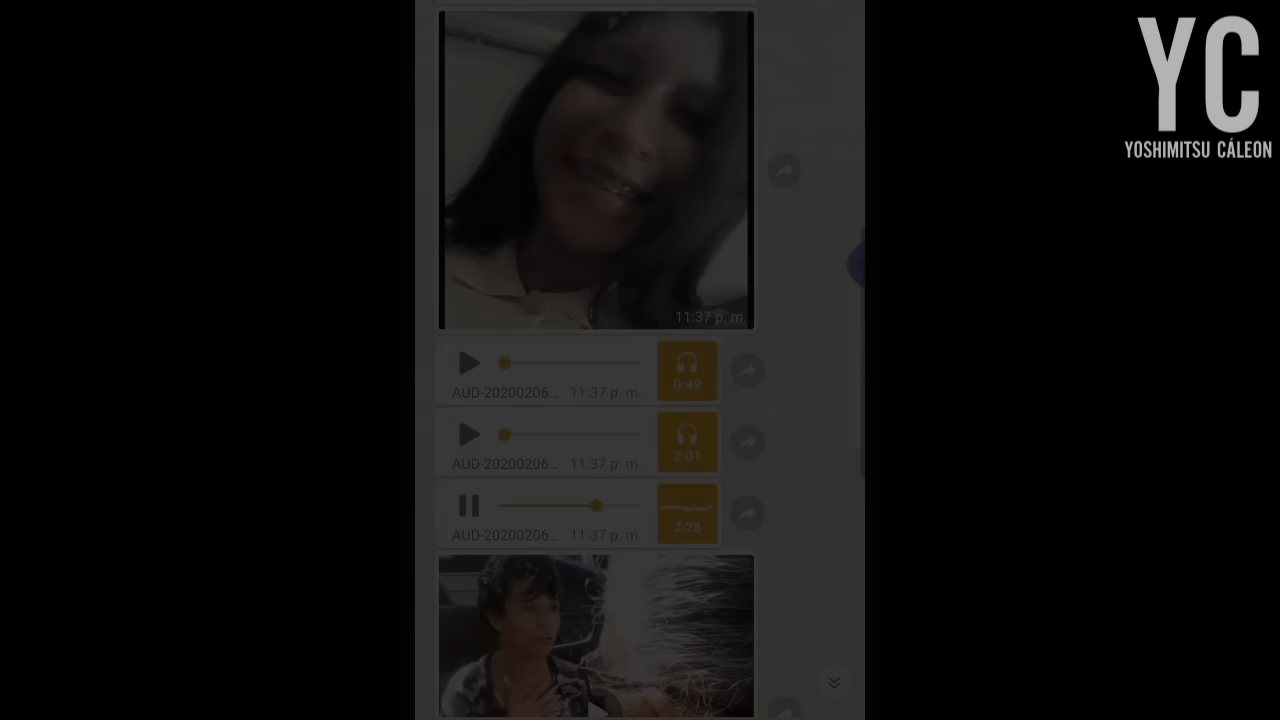 YC
YOSHIMITSU CÁLEON
11:37 p. m.
0:49
AUD-20200206... 11:37 p. m.
2:01
AUD-20200206... 11:37 p. m.
2:25
AUD-20200206... 11:37 p. m.